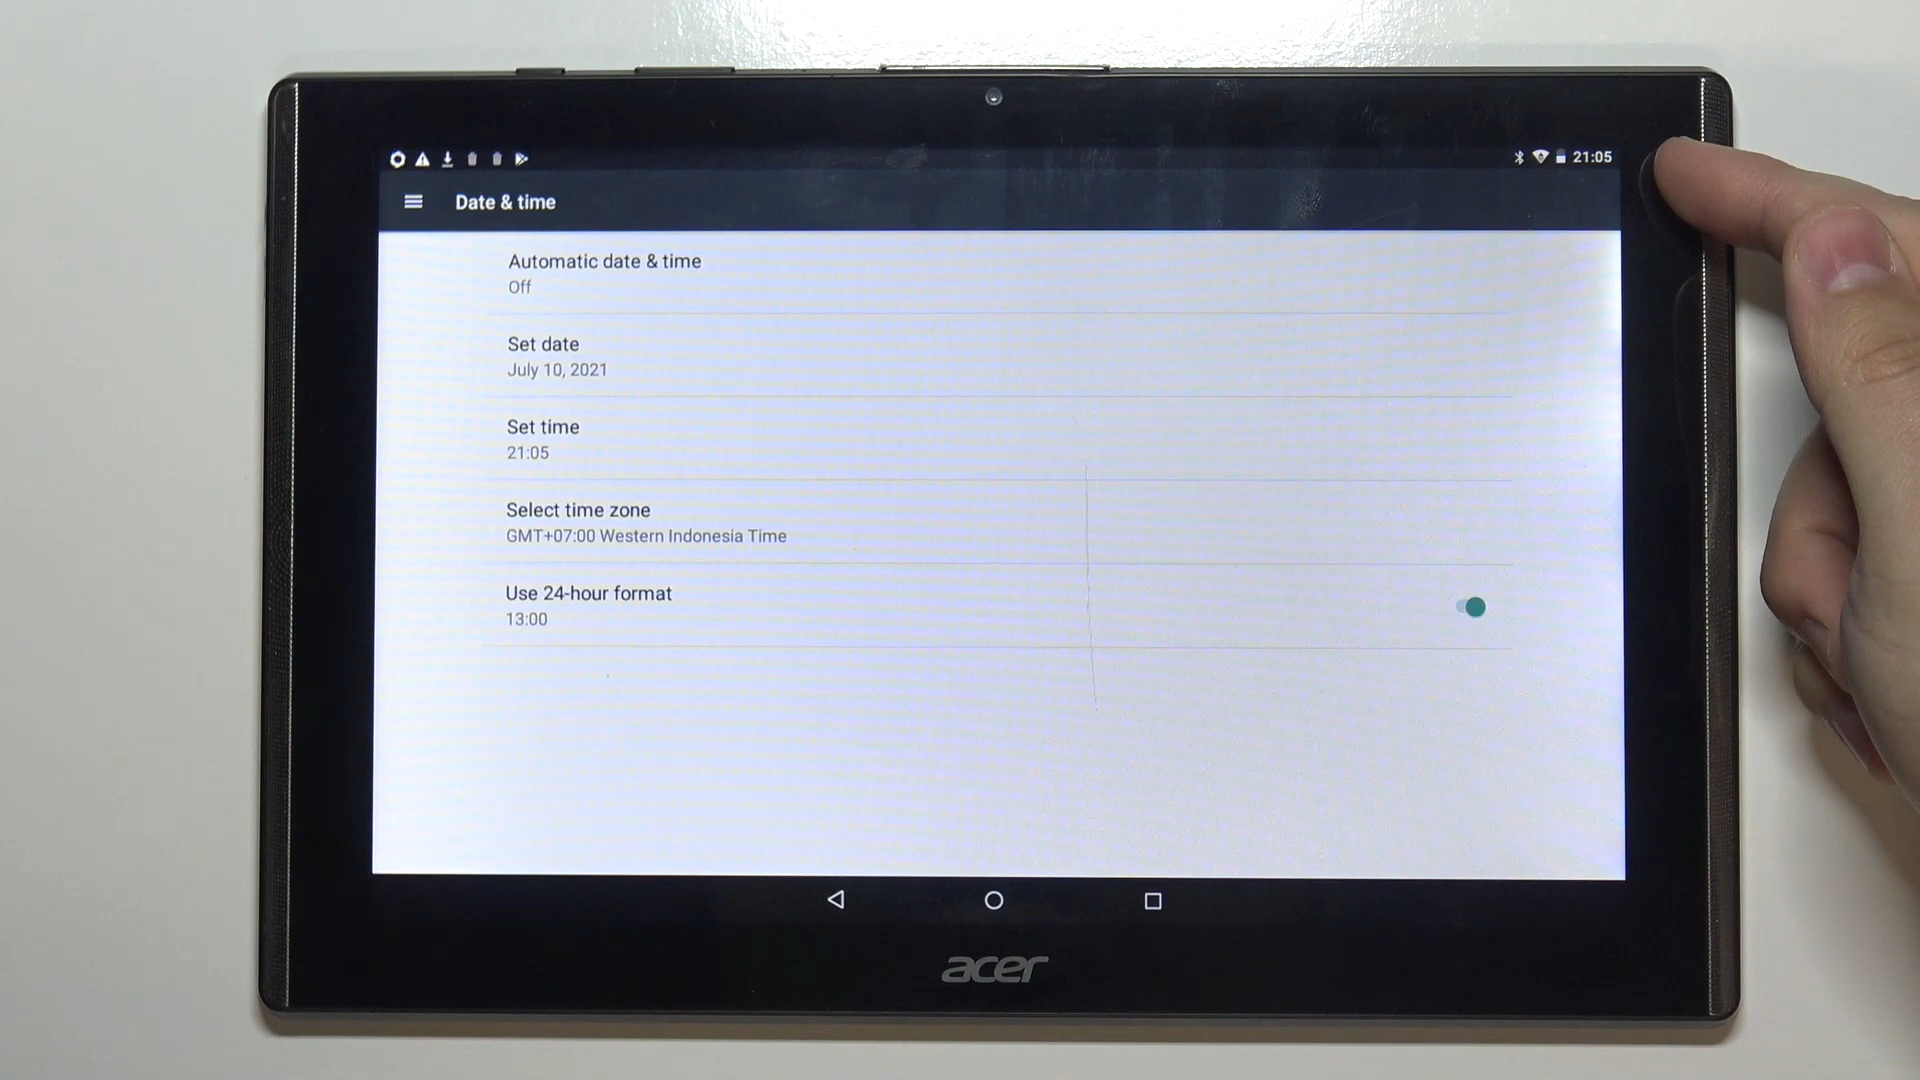 21:05
Date & time
Automatic date & time
Off
Set date
July 10, 2021
Set time
21:05
Select time zone
GMT+07:00 Western Indonesia Time
Use 24-hour format
13:00
acer